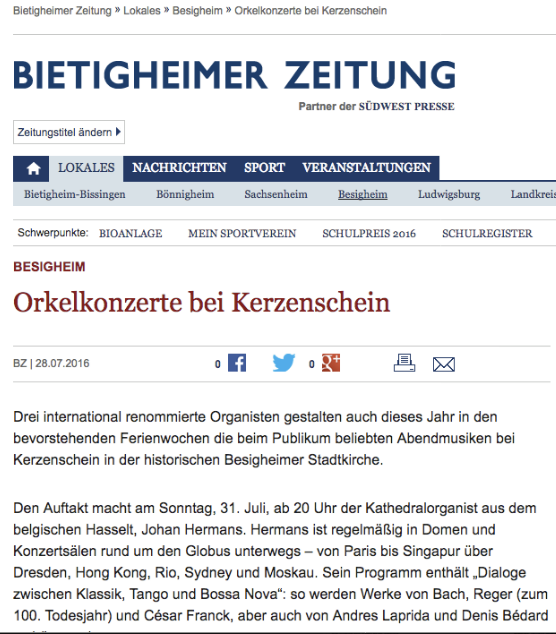 Bietigheimer Zeitung » Lokales » Besigheim » Orkelkonzerte bei Kerzenschein
BIETIGHEIMER ZEITUNG
Partner der SÜDWEST PRESSE
Zeitungstitel ändern
LOKALES NACHRICHTEN SPORT VERANSTALTUNGEN
Bietigheim-Bissingen Bönnigheim Sachsenheim Besigheim Ludwigsburg Landkreis
Schwerpunkte: BIOANLAGE MEIN SPORTVEREIN SCHULPREIS 2016 SCHULREGISTER
BESIGHEIM
Orkelkonzerte bei Kerzenschein
BZ | 28.07.2016 0 0
Drei international renommierte Organisten gestalten auch dieses Jahr in den
bevorstehenden Ferienwochen die beim Publikum beliebten Abendmusiken bei
Kerzenschein in der historischen Besigheimer Stadtkirche.
Den Auftakt macht am Sonntag, 31. Juli, ab 20 Uhr der Kathedralorganist aus dem
belgischen Hasselt, Johan Hermans. Hermans ist regelmäßig in Domen und
Konzertsälen rund um den Globus unterwegs – von Paris bis Singapur über
Dresden, Hong Kong, Rio, Sydney und Moskau. Sein Programm enthält „Dialoge
zwischen Klassik, Tango und Bossa Nova“: so werden Werke von Bach, Reger (zum
100. Todesjahr) und César Franck, aber auch von Andres Laprida und Denis Bédard